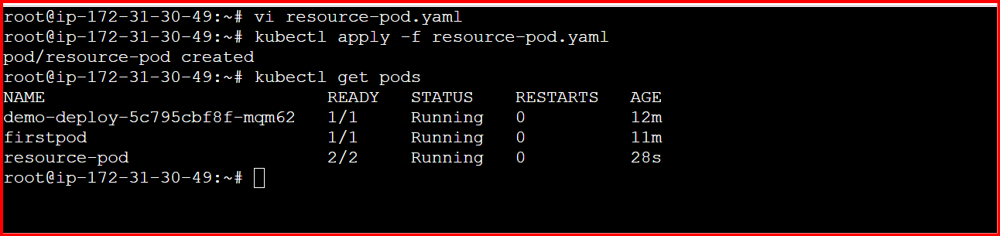 root@ip-172-31-30-49:~# vi resource-pod.yaml
root@ip-172-31-30-49:~# kubectl apply -f resource-pod.yaml
pod/resource-pod created
root@ip-172-31-30-49:~# kubectl get pods
NAME                           READY   STATUS    RESTARTS   AGE
demo-deploy-5c795cbf8f-mqm62   1/1     Running   0          12m
firstpod                       1/1     Running   0          11m
resource-pod                   2/2     Running   0          28s
root@ip-172-31-30-49:~#